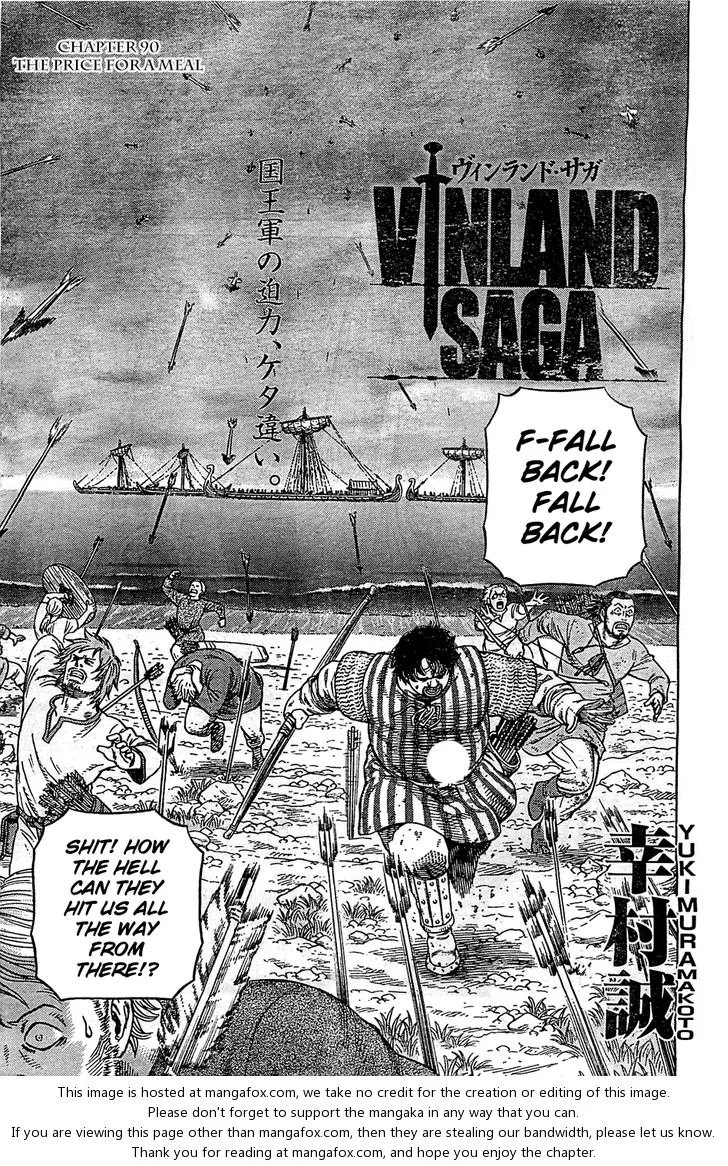 CHAPTER 90
THE PRICE FOR A MEAL
ヴィンランド・サガ
VINLAND
SAGA
国王軍の迫力、ケタ違い。
F-FALL
BACK!
FALL
BACK!
SHIT! HOW
THE HELL
CAN THEY
HIT US ALL
THE WAY
FROM
THERE!?
幸村誠
YUKIMURA MAKOTO
This image is hosted at mangafox.com, we take no credit for the creation or editing of this image.
Please don't forget to support the mangaka in any way that you can.
If you are viewing this page other than mangafox.com, then they are stealing our bandwidth, please let us know.
Thank you for reading at mangafox.com, and hope you enjoy the chapter.